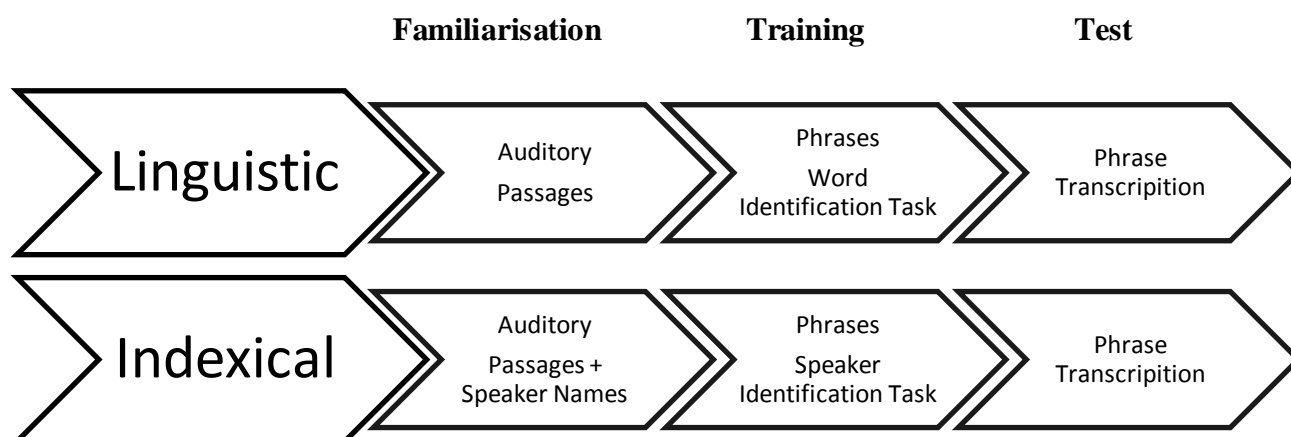 Familiarisation Training Test
Linguistic
Auditory
Passages
Phrases
Word
Identification Task
Phrase
Transcripition
Indexical
Auditory
Passages +
Speaker Names
Phrases
Speaker
Identification Task
Phrase
Transcripition